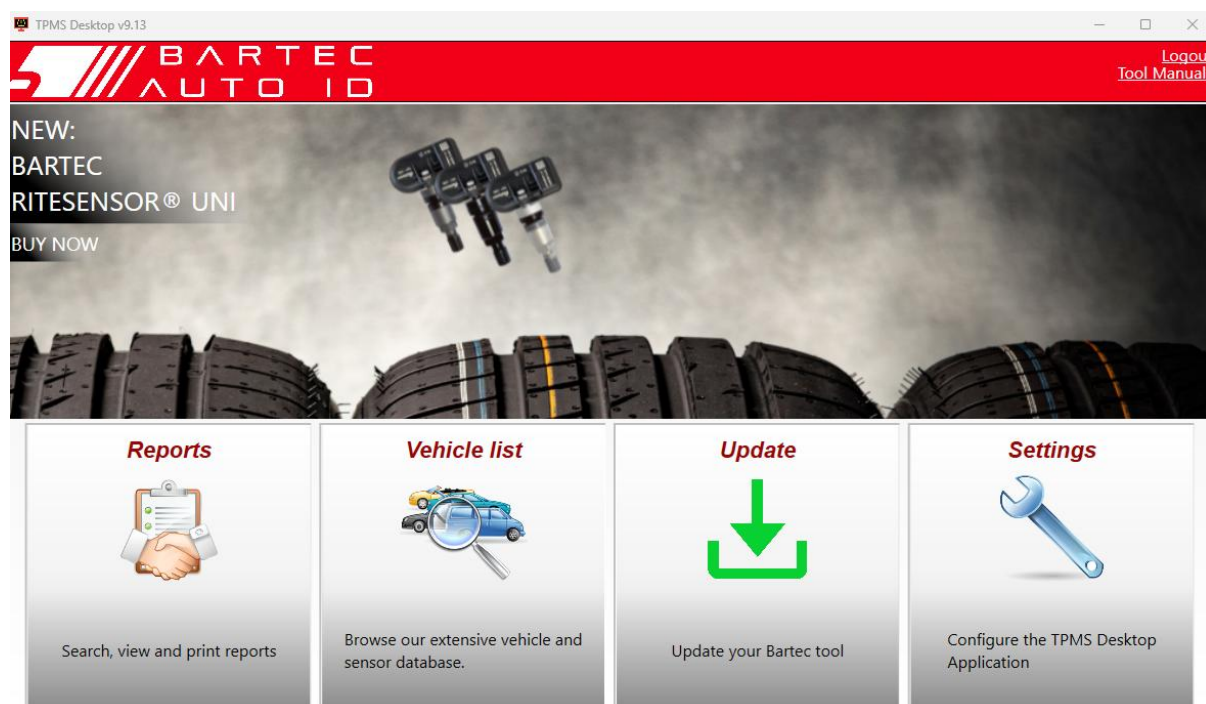 TPMS Desktop v9.13
BARTEC
AUTO ID
Logou
Tool Manual
NEW:
BARTEC
RITESENSOR® UNI
BUY NOW
Reports
Search, view and print reports
Vehicle list
Browse our extensive vehicle and
sensor database.
Update
Update your Bartec tool
Settings
Configure the TPMS Desktop
Application